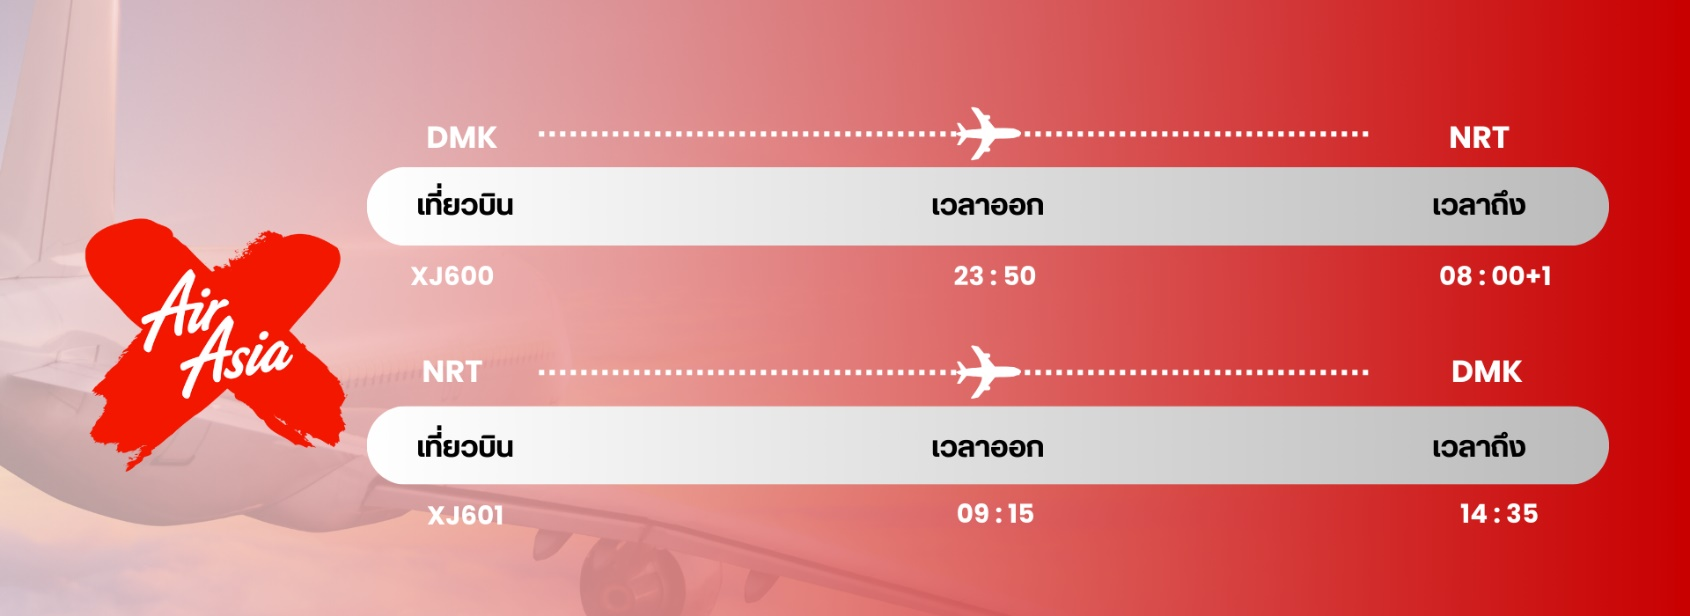 DMK NRT
เที่ยวบิน เวลาออก เวลาถึง
XJ600 23 : 50 08 : 00+1
Air
Asia
NRT DMK
เที่ยวบิน เวลาออก เวลาถึง
XJ601 09 : 15 14 : 35